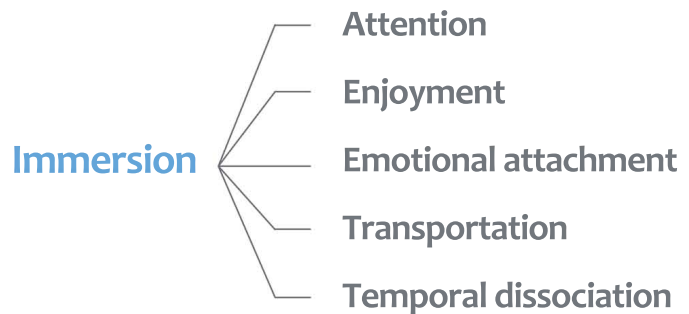 Immersion
Attention
Enjoyment
Emotional attachment
Transportation
Temporal dissociation